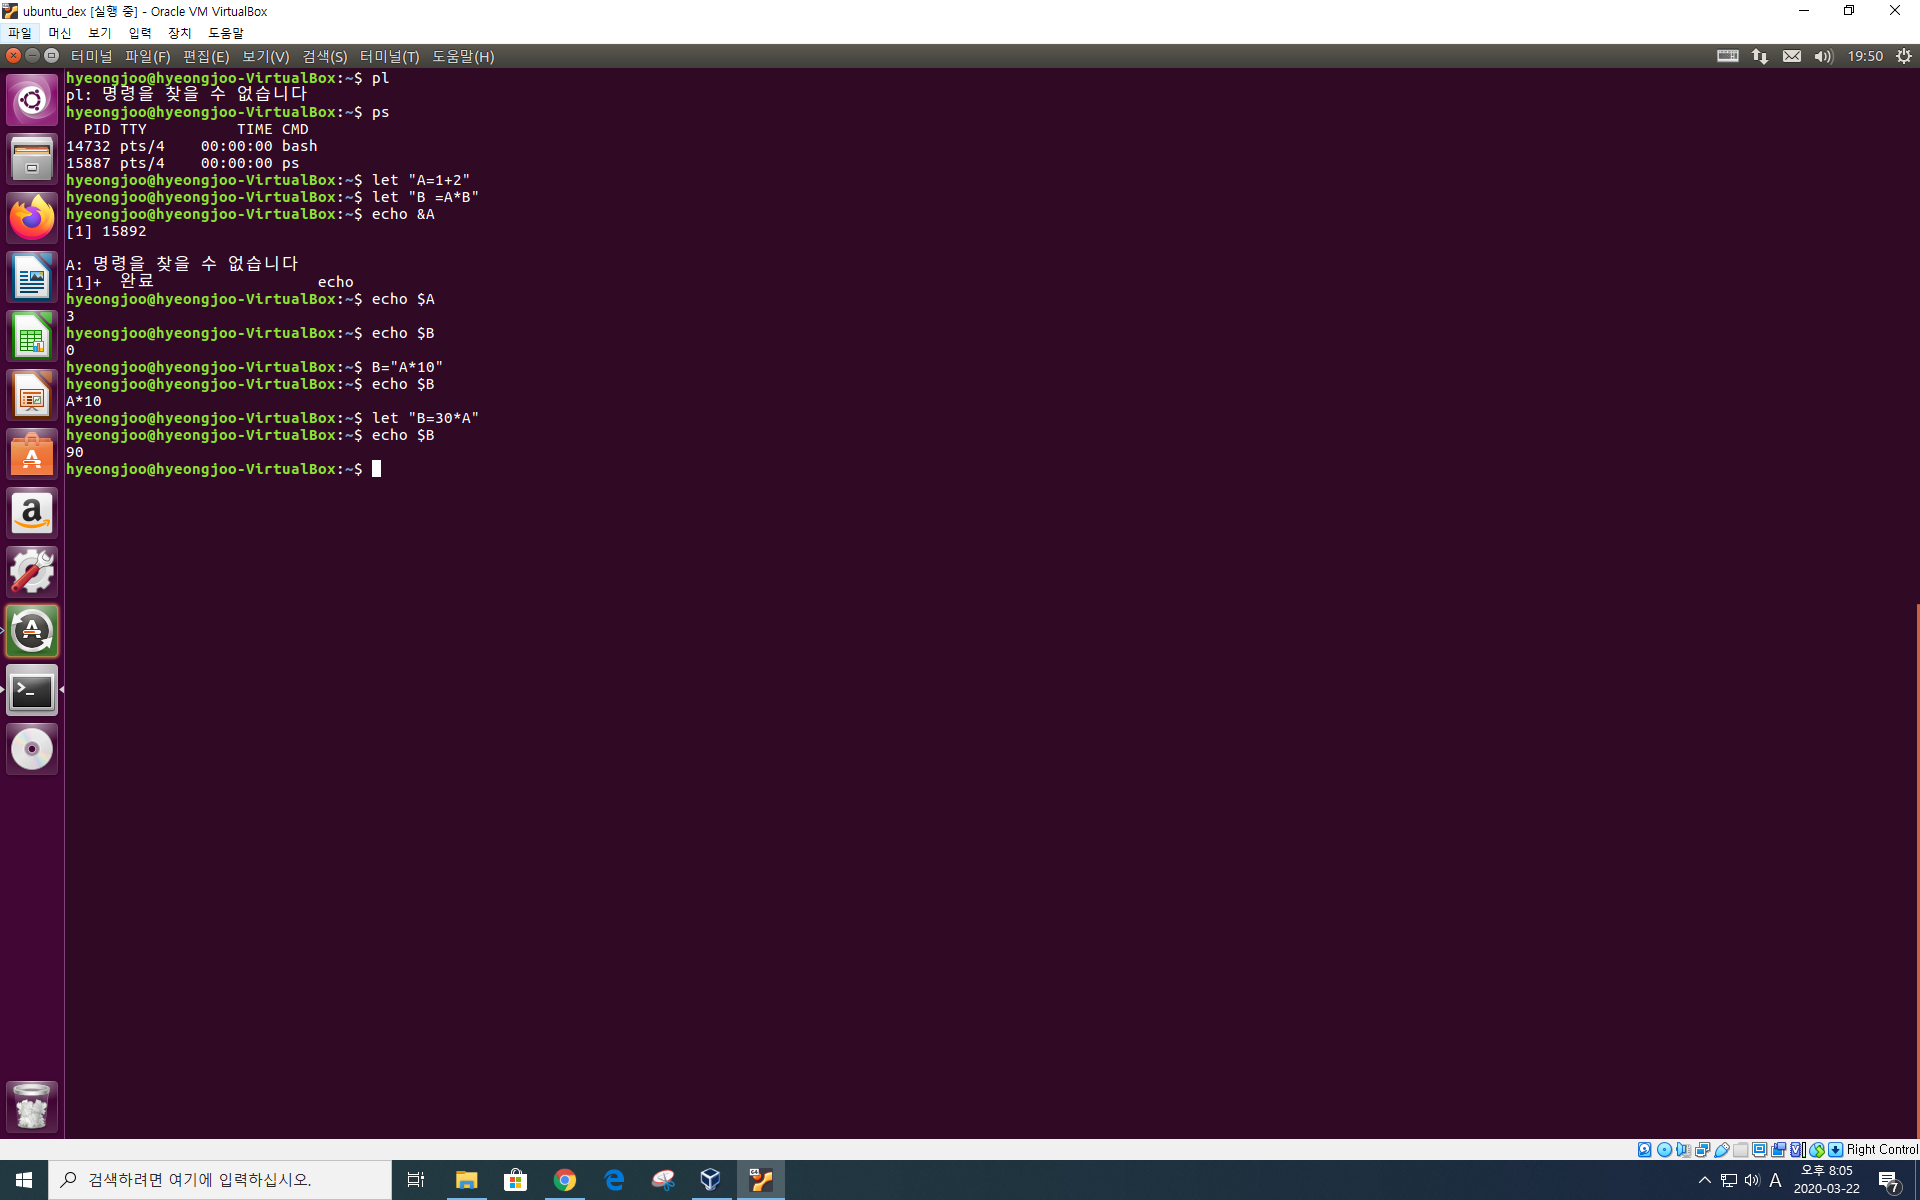 ubuntu_dex [실행 중] - Oracle VM VirtualBox
파일 머신 보기 입력 장치 도움말
터미널 파일(F) 편집(E) 보기(V) 검색(S) 터미널(T) 도움말(H) 19:50
hyeongjoo@hyeongjoo-VirtualBox:~$ pl
pl: 명령을 찾을 수 없습니다
hyeongjoo@hyeongjoo-VirtualBox:~$ ps
  PID TTY          TIME CMD
14732 pts/4    00:00:00 bash
15887 pts/4    00:00:00 ps
hyeongjoo@hyeongjoo-VirtualBox:~$ let "A=1+2"
hyeongjoo@hyeongjoo-VirtualBox:~$ let "B =A*B"
hyeongjoo@hyeongjoo-VirtualBox:~$ echo &A
[1] 15892
A: 명령을 찾을 수 없습니다
[1]+  완료                  echo
hyeongjoo@hyeongjoo-VirtualBox:~$ echo $A
3
hyeongjoo@hyeongjoo-VirtualBox:~$ echo $B
0
hyeongjoo@hyeongjoo-VirtualBox:~$ B="A*10"
hyeongjoo@hyeongjoo-VirtualBox:~$ echo $B
A*10
hyeongjoo@hyeongjoo-VirtualBox:~$ let "B=30*A"
hyeongjoo@hyeongjoo-VirtualBox:~$ echo $B
90
hyeongjoo@hyeongjoo-VirtualBox:~$
Right Control
검색하려면 여기에 입력하십시오.
A
오후 8:05
2020-03-22
7